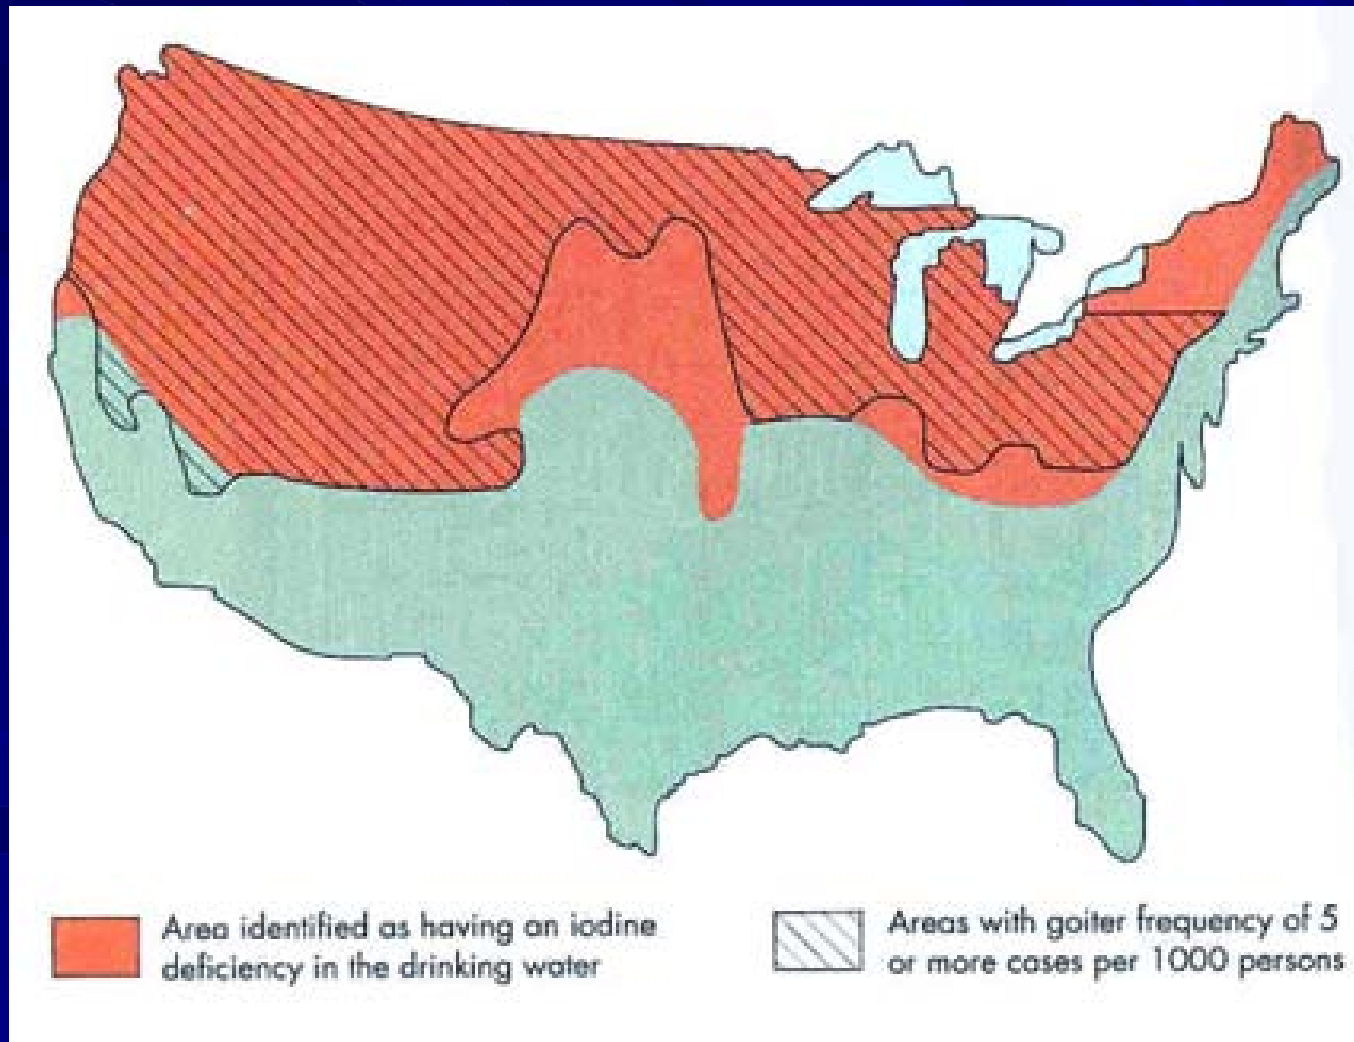 Area identified as having an iodine
deficiency in the drinking water
Areas with goiter frequency of 5
or more cases per 1000 persons